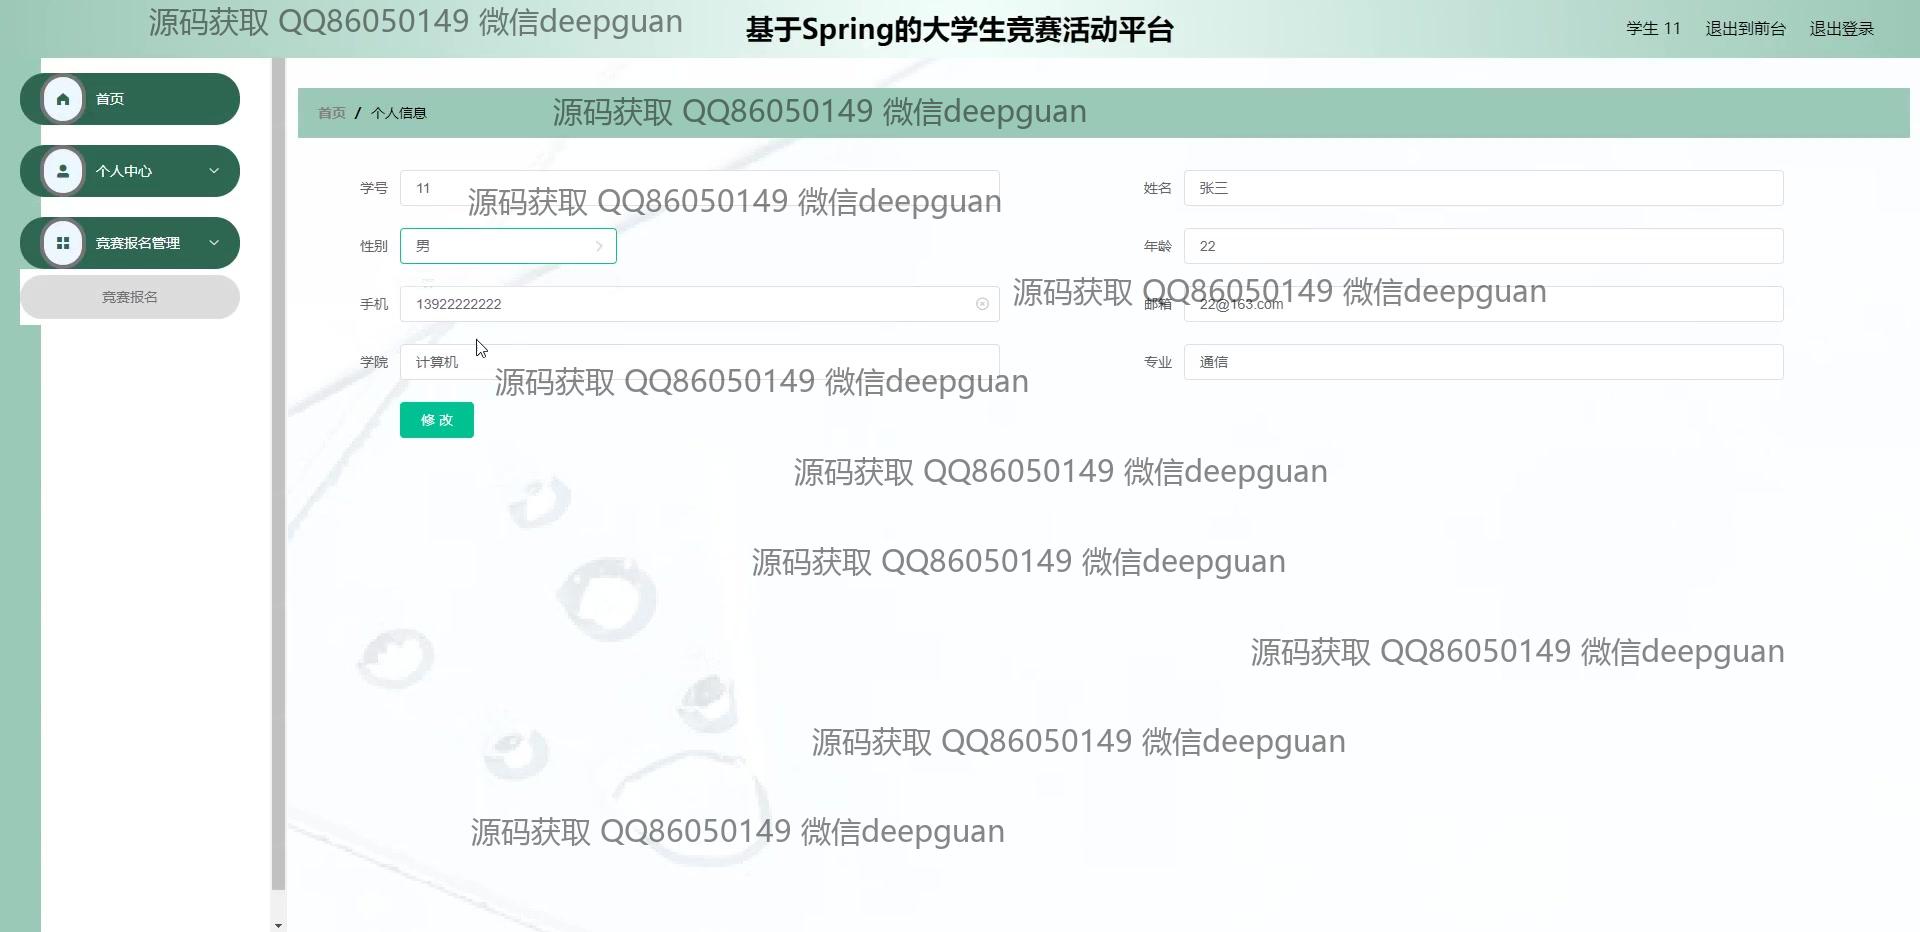 源码获取 QQ86050149 微信deepguan
基于Spring的大学生竞赛活动平台
学生 11 退出到前台 退出登录
首页
个人中心
竞赛报名管理
竞赛报名
首页 / 个人信息
源码获取 QQ86050149 微信deepguan
学号 11
姓名 张三
源码获取 QQ86050149 微信deepguan
性别 男
年龄 22
源码获取 QQ86050149 微信deepguan
手机 13922222222
邮箱 22@163.com
学院 计算机
专业 通信
源码获取 QQ86050149 微信deepguan
修改
源码获取 QQ86050149 微信deepguan
源码获取 QQ86050149 微信deepguan
源码获取 QQ86050149 微信deepguan
源码获取 QQ86050149 微信deepguan
源码获取 QQ86050149 微信deepguan